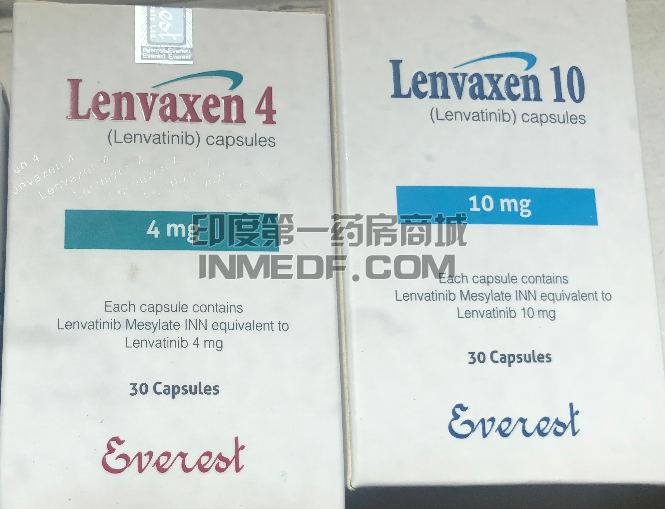 Everest Everest
Lenvaxen 4
(Lenvatinib) capsules
4 mg
Each capsule contains
Lenvatinib Mesylate INN equivalent to
Lenvatinib 4 mg
30 Capsules
Everest
Lenvaxen 10
(Lenvatinib) capsules
10 mg
Each capsule contains
Lenvatinib Mesylate INN equivalent to
Lenvatinib 10 mg
30 Capsules
Everest
印度第一药房商城
INMEDF.COM